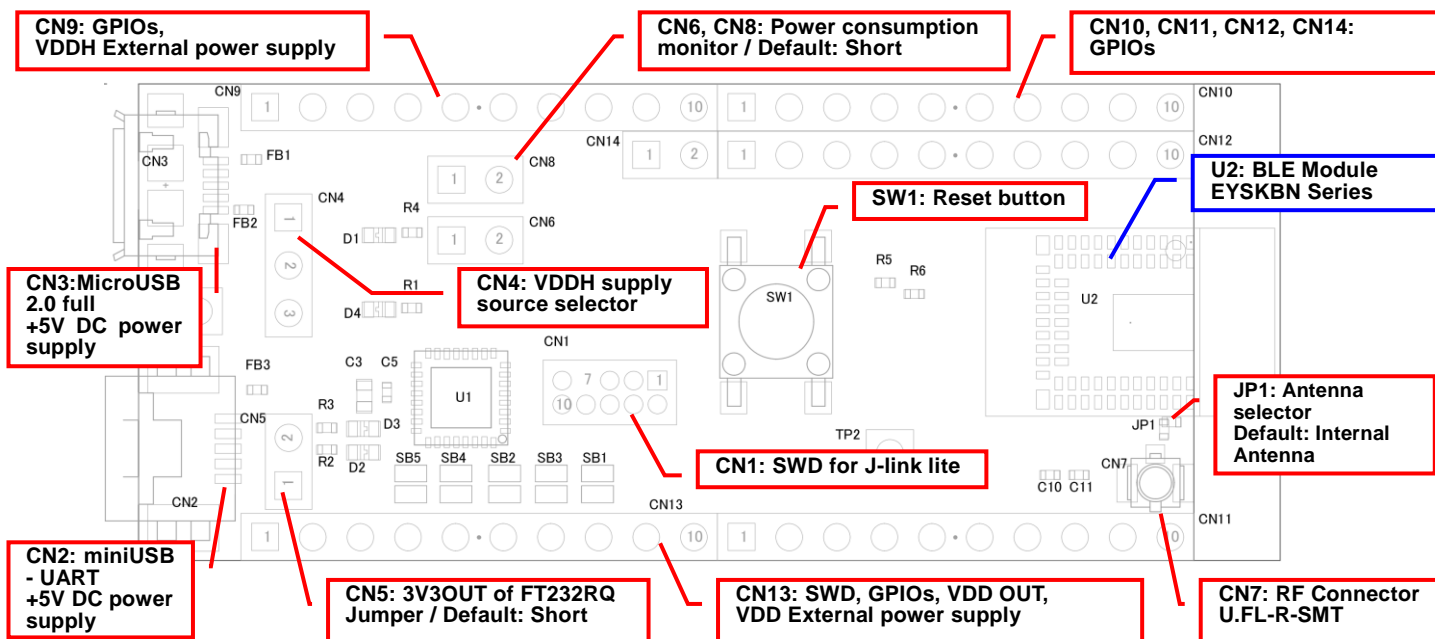 CN9: GPIOs,
VDDH External power supply
CN6, CN8: Power consumption
monitor / Default: Short
CN10, CN11, CN12, CN14:
GPIOs
CN9
1
10
1
10
CN10
CN3
FB1
CN14
1
2
1
10
CN12
CN8
1
2
U2: BLE Module
EYSKBN Series
CN4
1
2
3
FB2
R4
D1
CN6
1
2
SW1: Reset button
CN3:MicroUSB
2.0 full
+5V DC power
supply
R1
D4
CN4: VDDH supply
source selector
SW1
R5
R6
U2
FB3
C3
C5
U1
CN1
7
1
10
JP1: Antenna
selector
Default: Internal
Antenna
CN5
2
1
R3
D3
R2
D2
SB5
SB4
SB2
SB3
SB1
CN1: SWD for J-link lite
TP2
JP1
CN7
C10
C11
CN2
CN13
1
10
1
10
CN11
CN2: miniUSB
- UART
+5V DC power
supply
CN5: 3V3OUT of FT232RQ
Jumper / Default: Short
CN13: SWD, GPIOs, VDD OUT,
VDD External power supply
CN7: RF Connector
U.FL-R-SMT